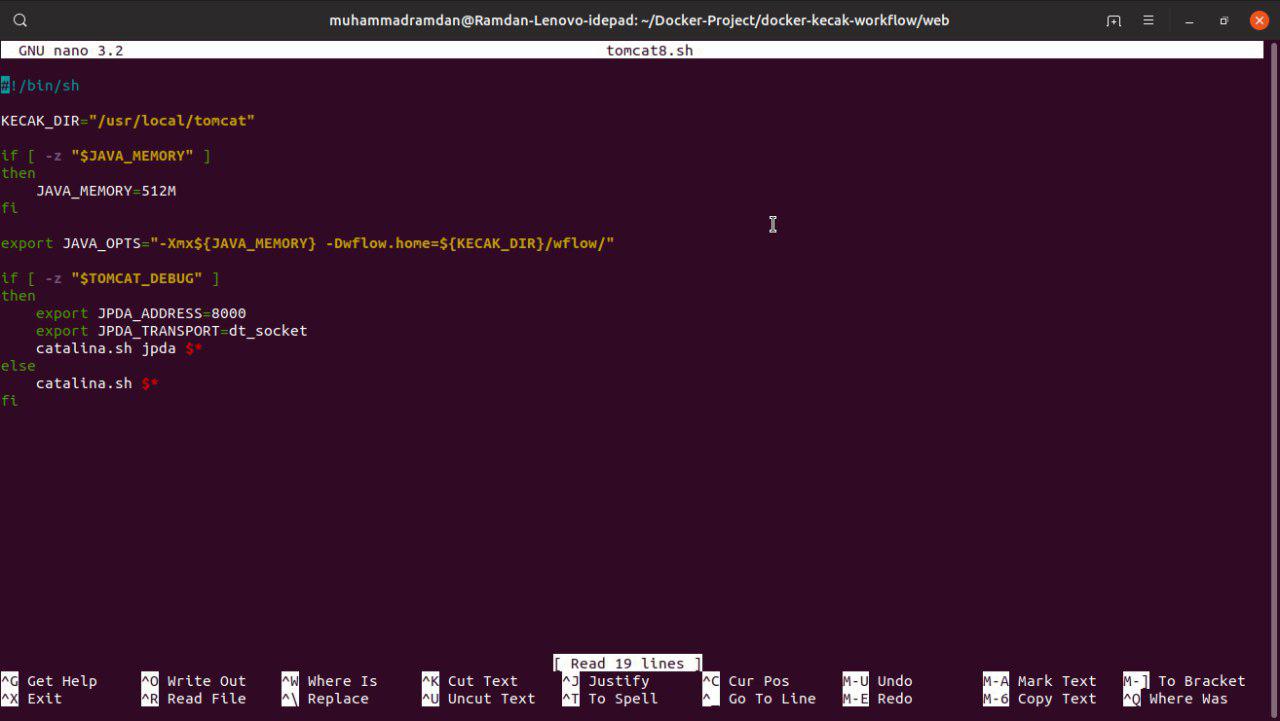 muhammadramdan@Ramdan-Lenovo-idepad: ~/Docker-Project/docker-kecak-workflow/web
GNU nano 3.2 tomcat8.sh
#!/bin/sh
KECAK_DIR="/usr/local/tomcat"
if [ -z "$JAVA_MEMORY" ]
then
    JAVA_MEMORY=512M
fi
export JAVA_OPTS="-Xmx${JAVA_MEMORY} -Dwflow.home=${KECAK_DIR}/wflow/"
if [ -z "$TOMCAT_DEBUG" ]
then
    export JPDA_ADDRESS=8000
    export JPDA_TRANSPORT=dt_socket
    catalina.sh jpda $*
else
    catalina.sh $*
fi
[ Read 19 lines ]
^G Get Help ^O Write Out ^W Where Is ^K Cut Text ^J Justify ^C Cur Pos M-U Undo M-A Mark Text M-] To Bracket
^X Exit ^R Read File ^\ Replace ^U Uncut Text ^T To Spell ^_ Go To Line M-E Redo M-6 Copy Text ^Q Where Was